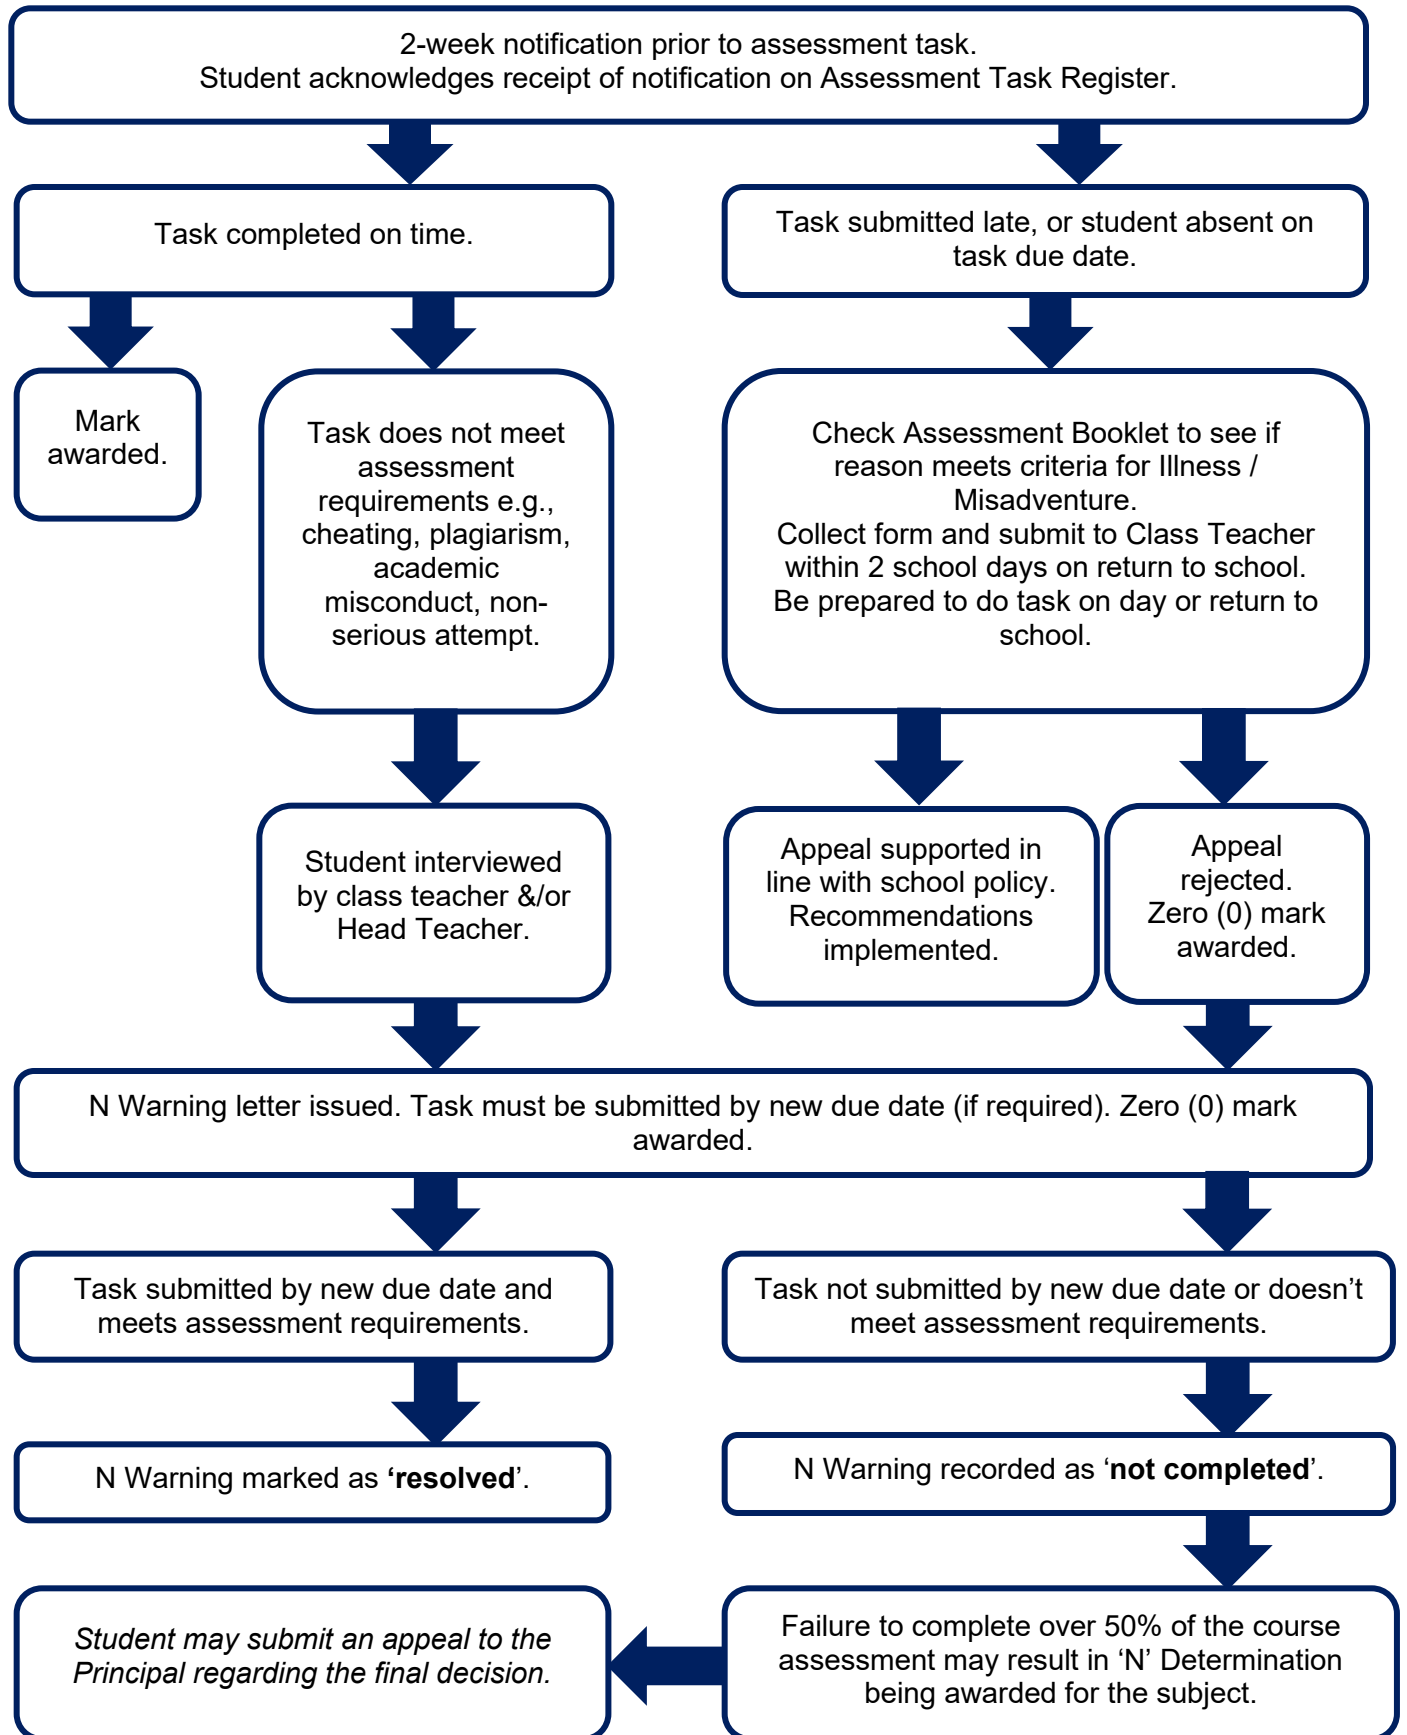 2-week notification prior to assessment task.
Student acknowledges receipt of notification on Assessment Task Register.
Task completed on time.
Task submitted late, or student absent on
task due date.
Mark
awarded.
Task does not meet
assessment
requirements e.g.,
cheating, plagiarism,
academic
misconduct, non-
serious attempt.
Check Assessment Booklet to see if
reason meets criteria for Illness /
Misadventure.
Collect form and submit to Class Teacher
within 2 school days on return to school.
Be prepared to do task on day or return to
school.
Student interviewed
by class teacher &/or
Head Teacher.
Appeal supported in
line with school policy.
Recommendations
implemented.
Appeal
rejected.
Zero (0) mark
awarded.
N Warning letter issued. Task must be submitted by new due date (if required). Zero (0) mark
awarded.
Task submitted by new due date and
meets assessment requirements.
Task not submitted by new due date or doesn’t
meet assessment requirements.
N Warning marked as ‘resolved’.
N Warning recorded as ‘not completed’.
Student may submit an appeal to the
Principal regarding the final decision.
Failure to complete over 50% of the course
assessment may result in ‘N’ Determination
being awarded for the subject.